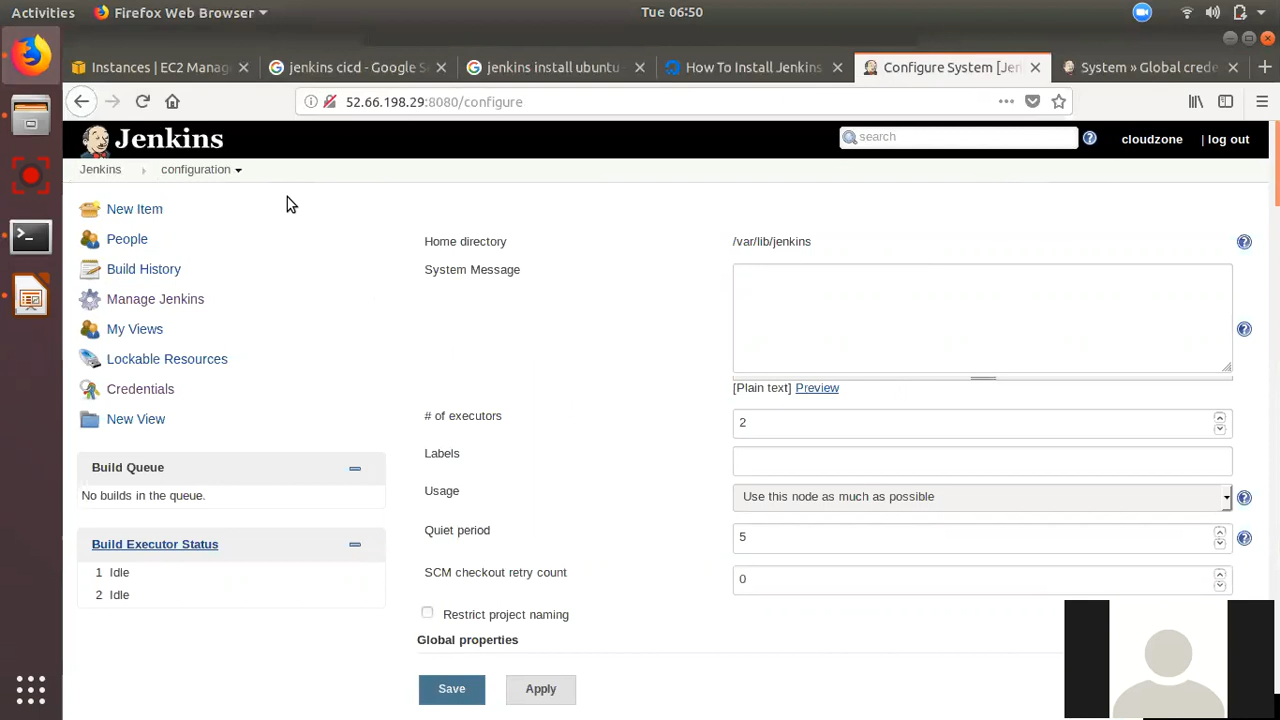 Activities Firefox Web Browser Tue 06:50
Instances | EC2 Manag jenkins cicd - Google S jenkins install ubuntu - How To Install Jenkins Configure System [Jen System » Global crede
52.66.198.29:8080/configure
Jenkins search cloudzone | log out
Jenkins configuration
New Item
People
Build History
Manage Jenkins
My Views
Lockable Resources
Credentials
New View
Build Queue
No builds in the queue.
Build Executor Status
1 Idle
2 Idle
Home directory /var/lib/jenkins
System Message
[Plain text] Preview
# of executors 2
Labels
Usage Use this node as much as possible
Quiet period 5
SCM checkout retry count 0
Restrict project naming
Global properties
Save Apply